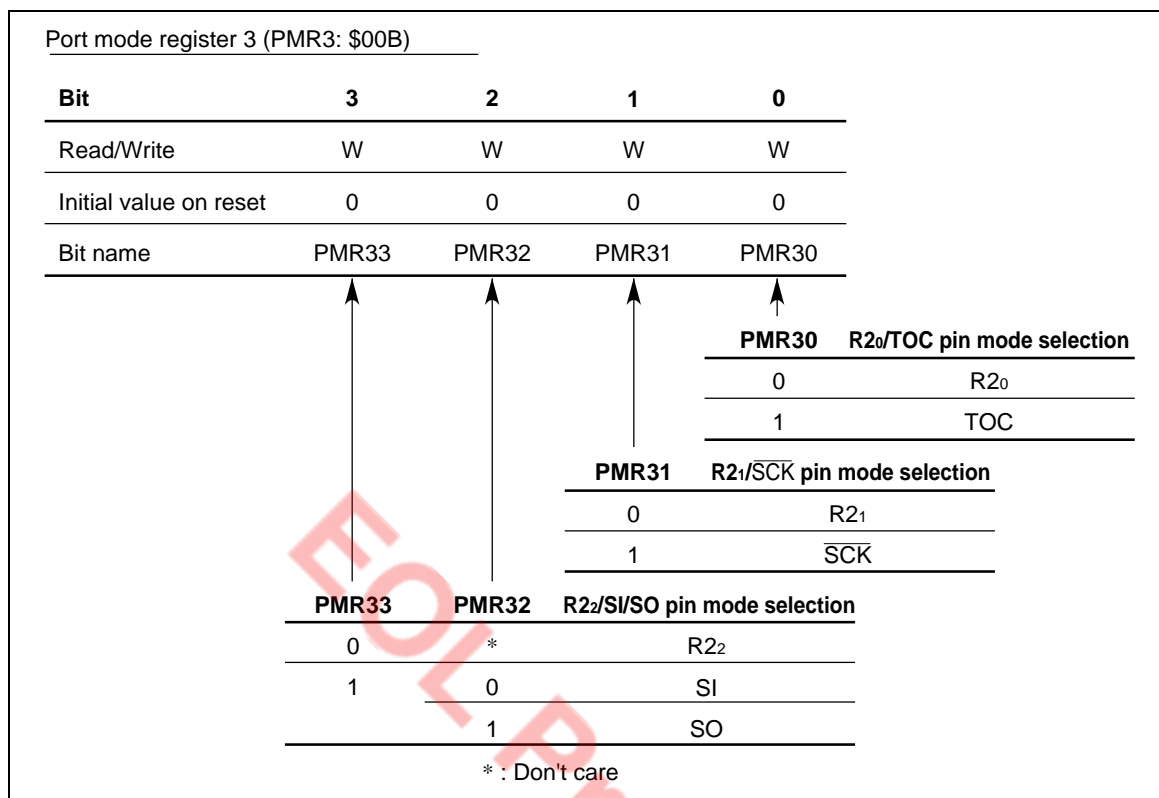 Port mode register 3 (PMR3: $00B)
Bit 3 2 1 0
Read/Write W W W W
Initial value on reset 0 0 0 0
Bit name PMR33 PMR32 PMR31 PMR30
PMR30 R2₀/TOC pin mode selection
0 R2₀
1 TOC
PMR31 R2₁/S̅C̅K̅ pin mode selection
0 R2₁
1 S̅C̅K̅
PMR33 PMR32 R2₂/SI/SO pin mode selection
0 * R2₂
1 0 SI
1 SO
* : Don't care
EOL Pr